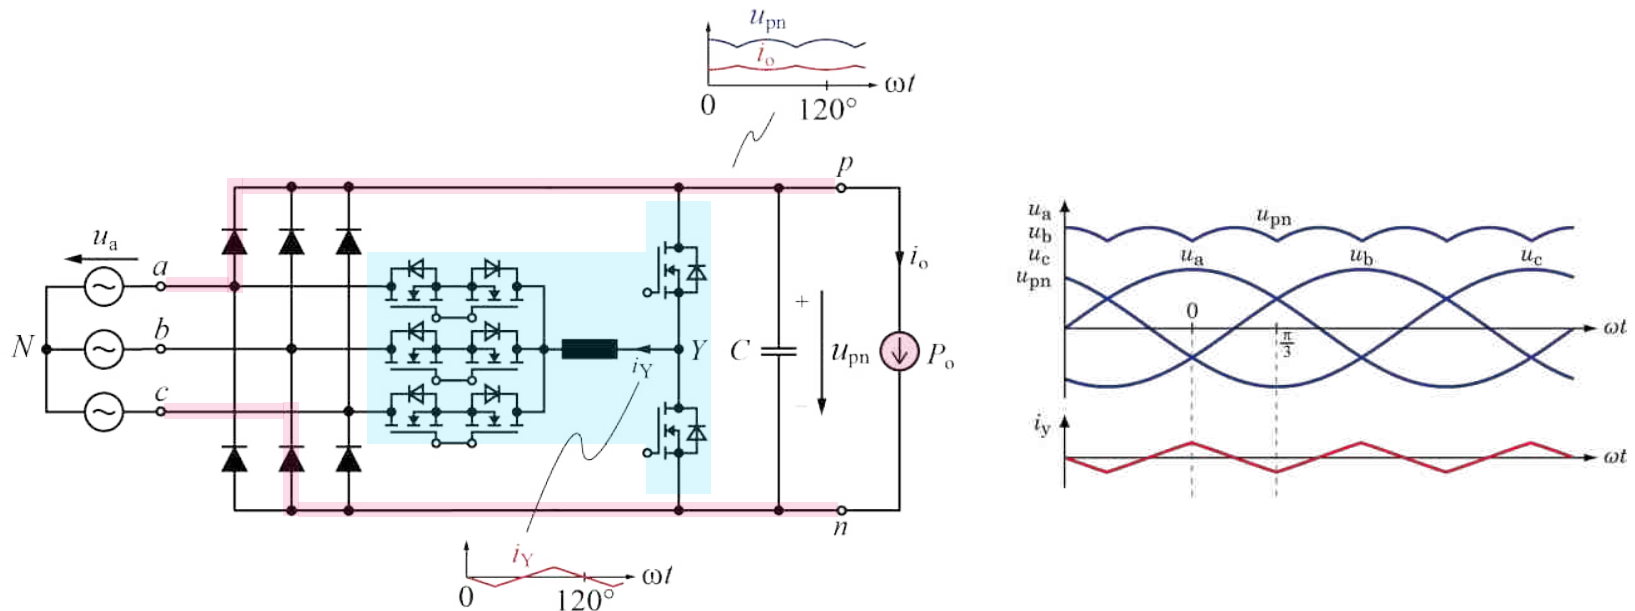 u_pn
i_o
ωt
0
120°
p
u_a
a
i_o
+
N
b
Y
C
u_pn
P_o
i_Y
−
c
n
i_Y
ωt
0
120°
u_a
u_pn
u_b
u_c
u_a
u_b
u_c
u_pn
0
π/3
ωt
i_y
ωt